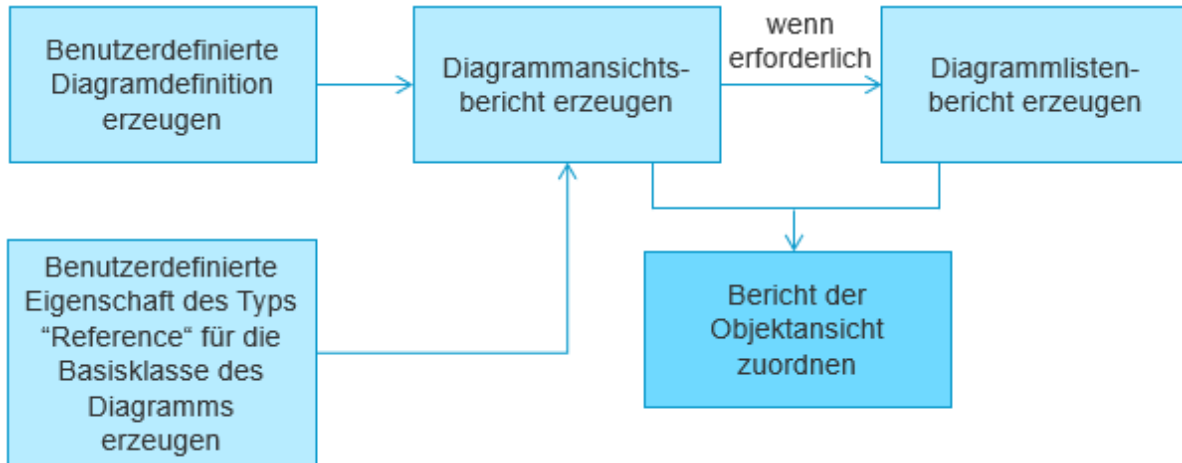 Benutzerdefinierte
Diagramdefinition
erzeugen
Diagrammansichts-
bericht erzeugen
wenn
erforderlich
Diagrammlisten-
bericht erzeugen
Benutzerdefinierte
Eigenschaft des Typs
“Reference“ für die
Basisklasse des
Diagramms
erzeugen
Bericht der
Objektansicht
zuordnen